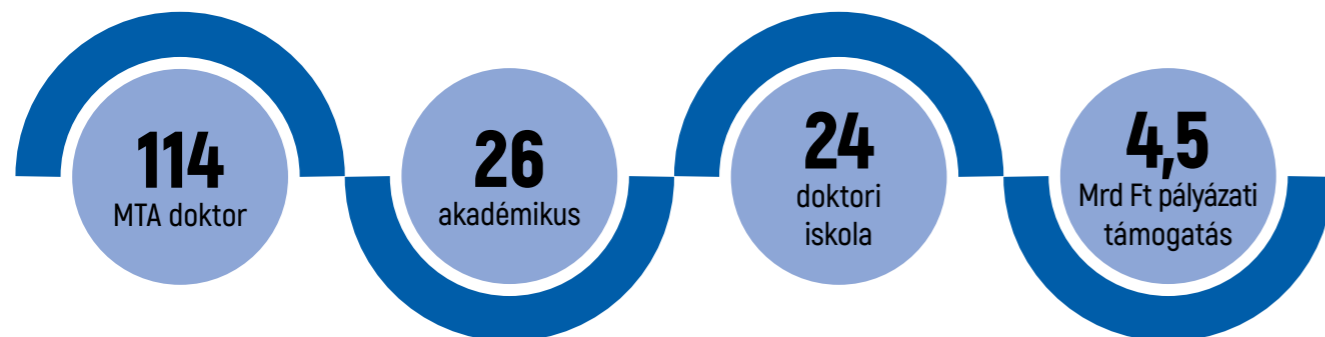 114
MTA doktor
26
akadémikus
24
doktori
iskola
4,5
Mrd Ft pályázati
támogatás